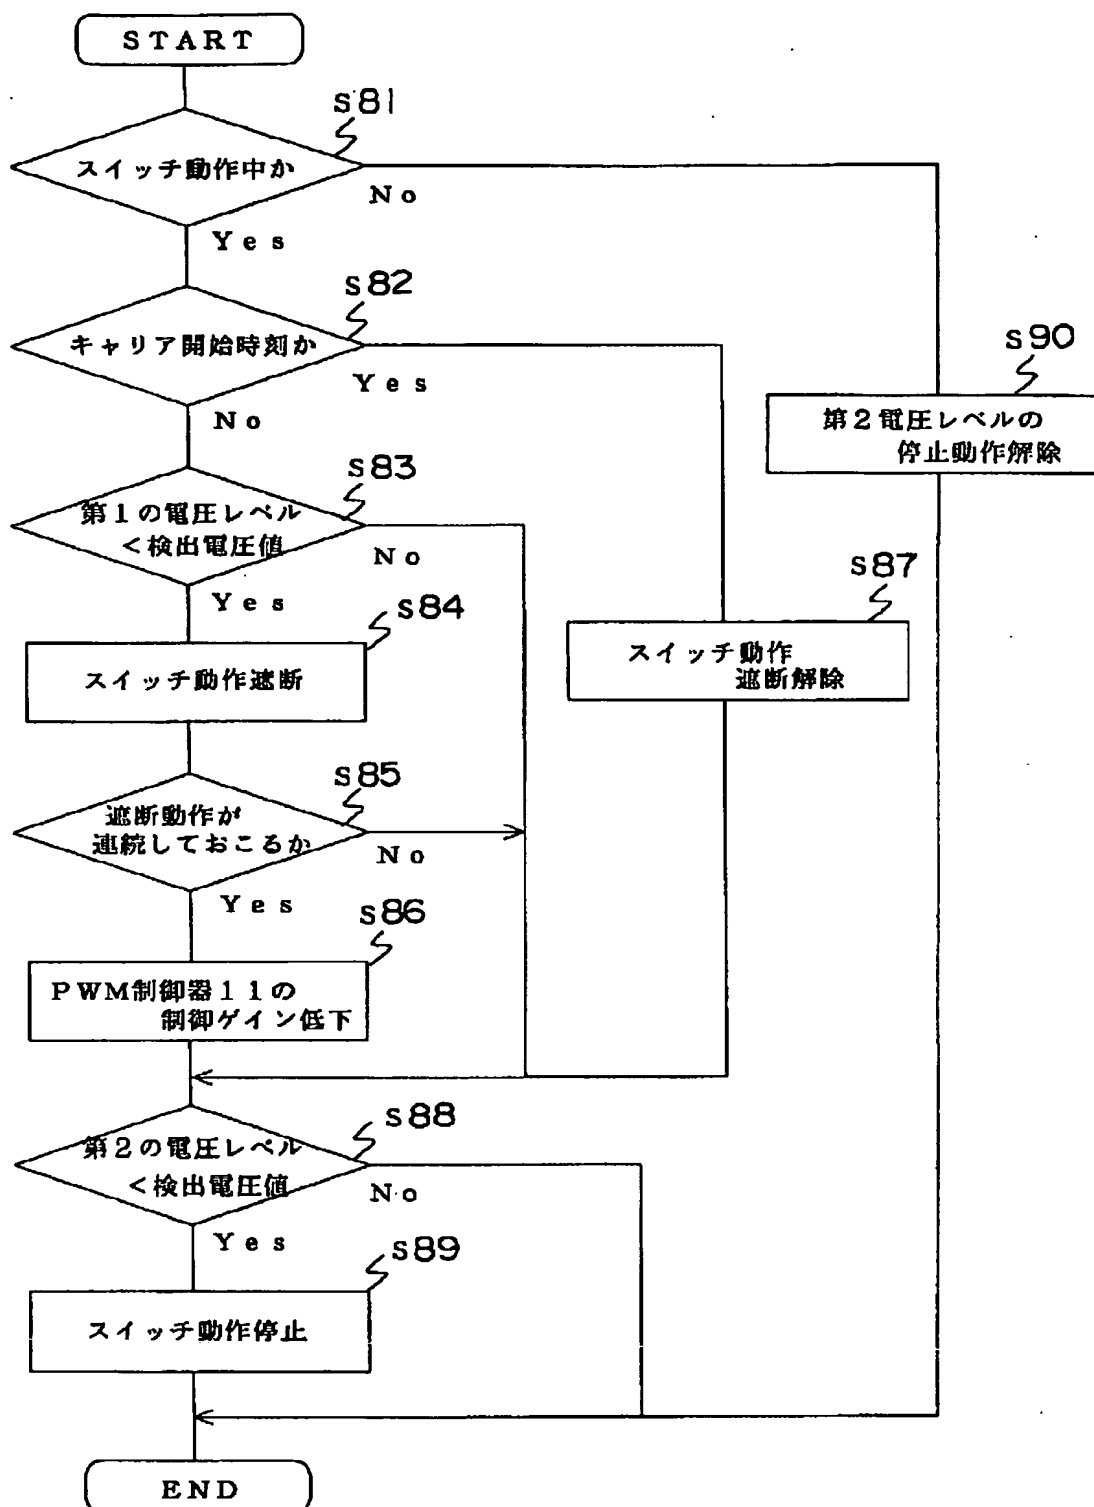 START
S81
スイッチ動作中か
No
Yes
S82
キャリア開始時刻か
Yes
No
S90
第2電圧レベルの
停止動作解除
S83
第1の電圧レベル
<検出電圧値
No
Yes
S87
スイッチ動作
遮断解除
S84
スイッチ動作遮断
S85
遮断動作が
連続しておこるか
No
Yes
S86
PWM制御器11の
制御ゲイン低下
S88
第2の電圧レベル
<検出電圧値
No
Yes
S89
スイッチ動作停止
END